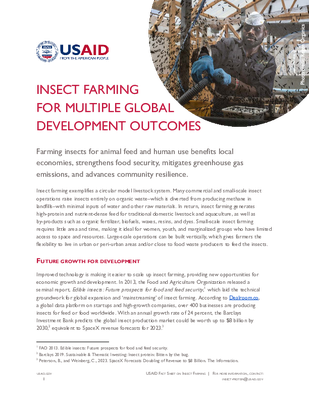 USAID
FROM THE AMERICAN PEOPLE
INSECT FARMING
FOR MULTIPLE GLOBAL
DEVELOPMENT OUTCOMES
Farming insects for animal feed and human use benefits local
economies, strengthens food security, mitigates greenhouse gas
emissions, and advances community resilience.
Insect farming exemplifies a circular model livestock system. Many commercial and smallscale insect
operations raise insects entirely on organic waste—which is diverted from producing methane in
landfills—with minimal inputs of water and other raw materials. In return, insect farming generates
high-protein and nutrient-dense feed for traditional domestic livestock and aquaculture, as well as
by-products such as organic fertilizer, biofuels, waxes, resins, and dyes. Smallscale insect farming
requires little area and time, making it ideal for women, youth, and marginalized groups who have limited
access to space and resources. Large-scale operations can be built vertically, which gives farmers the
flexibility to live in urban or peri-urban areas and/or close to food waste producers to feed the insects.
FUTURE GROWTH FOR DEVELOPMENT
Improved technology is making it easier to scale up insect farming, providing new opportunities for
economic growth and development. In 2013, the Food and Agriculture Organization released a
seminal report, Edible insects: Future prospects for food and feed security,¹ which laid the technical
groundwork for global expansion and 'mainstreaming' of insect farming. According to Dealroom.co,
a global data platform on startups and high-growth companies, over 400 businesses are producing
insects for feed or food worldwide. With an annual growth rate of 24 percent, the Barclays
Investment Bank predicts the global insect production market could be worth up to $8 billion by
2030,² equivalent to SpaceX revenue forecasts for 2023.³
¹ FAO. 2013. Edible insects: Future prospects for food and feed security.
² Barclays. 2019. Sustainable & Thematic Investing: Insect protein: Bitten by the bug.
³ Peterson, B., and Weinberg, C., 2023. SpaceX Forecasts Doubling of Revenue to $8 Billion. The Information.